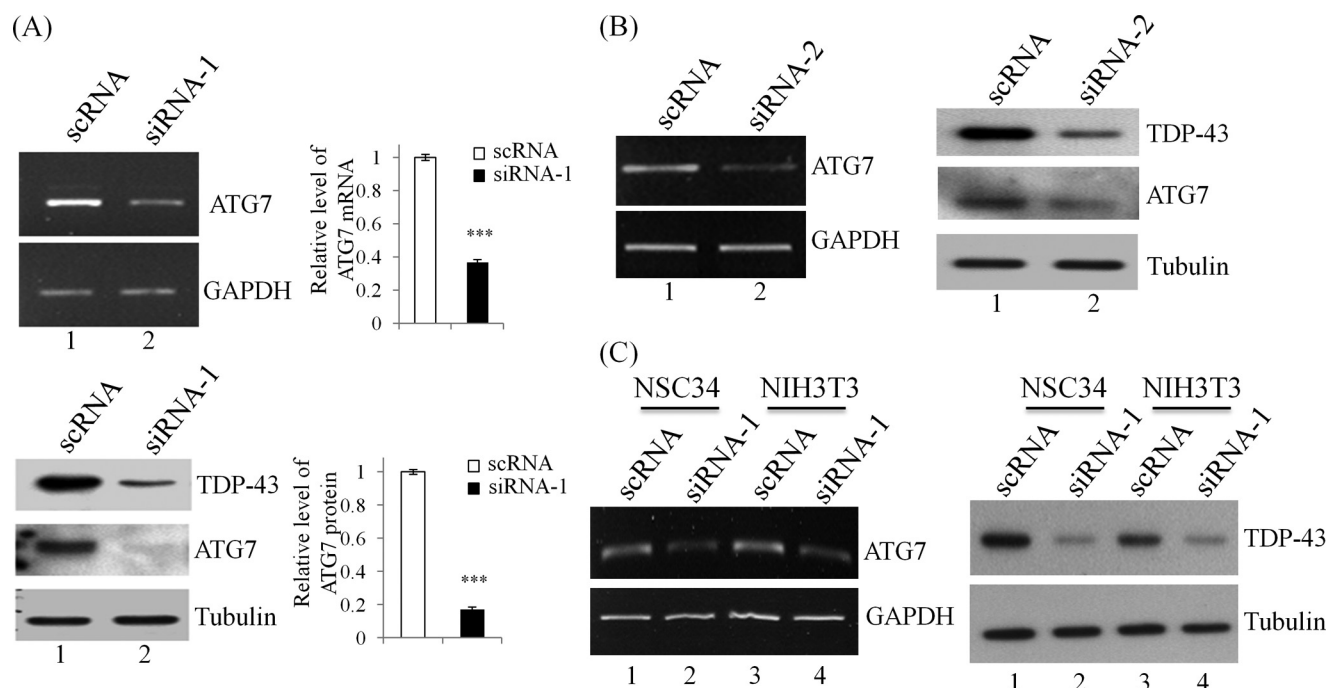 (A)
scRNA
siRNA-1
ATG7
GAPDH
1 2
Relative level of
ATG7 mRNA
1
0.8
0.6
0.4
0.2
0
scRNA
siRNA-1
***
scRNA
siRNA-1
TDP-43
ATG7
Tubulin
1 2
Relative level of
ATG7 protein
1
0.8
0.6
0.4
0.2
0
scRNA
siRNA-1
***
(B)
scRNA
siRNA-2
ATG7
GAPDH
1 2
scRNA
siRNA-2
TDP-43
ATG7
Tubulin
1 2
(C)
NSC34 NIH3T3
scRNA
siRNA-1
scRNA
siRNA-1
ATG7
GAPDH
1 2 3 4
NSC34 NIH3T3
scRNA
siRNA-1
scRNA
siRNA-1
TDP-43
Tubulin
1 2 3 4